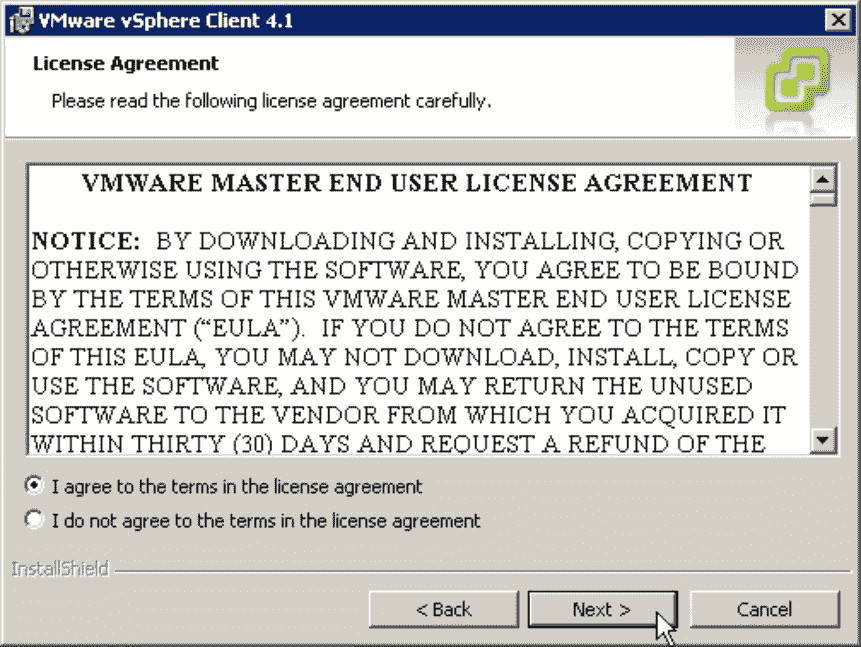 VMware vSphere Client 4.1
License Agreement
Please read the following license agreement carefully.
VMWARE MASTER END USER LICENSE AGREEMENT
NOTICE: BY DOWNLOADING AND INSTALLING, COPYING OR
OTHERWISE USING THE SOFTWARE, YOU AGREE TO BE BOUND
BY THE TERMS OF THIS VMWARE MASTER END USER LICENSE
AGREEMENT (“EULA”). IF YOU DO NOT AGREE TO THE TERMS
OF THIS EULA, YOU MAY NOT DOWNLOAD, INSTALL, COPY OR
USE THE SOFTWARE, AND YOU MAY RETURN THE UNUSED
SOFTWARE TO THE VENDOR FROM WHICH YOU ACQUIRED IT
WITHIN THIRTY (30) DAYS AND REQUEST A REFUND OF THE
I agree to the terms in the license agreement
I do not agree to the terms in the license agreement
InstallShield
< Back Next > Cancel